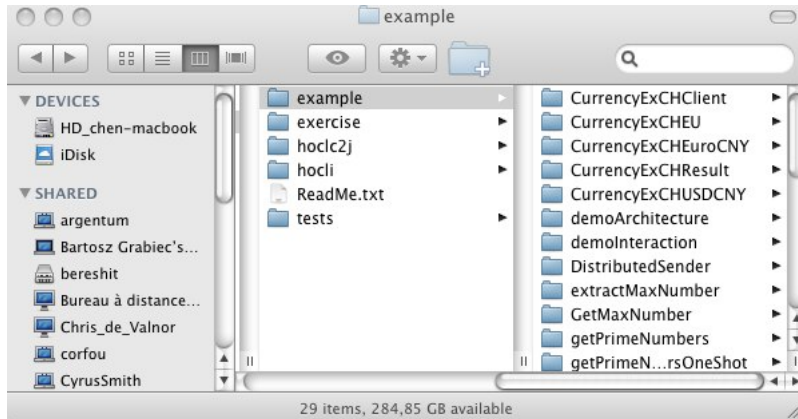 example
DEVICES
HD_chen-macbook
iDisk
SHARED
argentum
Bartosz Grabiec's...
bereshit
Bureau à distance...
Chris_de_Valnor
corfou
CyrusSmith
example
exercise
hoclc2j
hocli
ReadMe.txt
tests
CurrencyExCHClient
CurrencyExCHEU
CurrencyExCHEuroCNY
CurrencyExCHResult
CurrencyExCHUSDCNY
demoArchitecture
demoInteraction
DistributedSender
extractMaxNumber
GetMaxNumber
getPrimeNumbers
getPrimeN...rsOneShot
29 items, 284,85 GB available